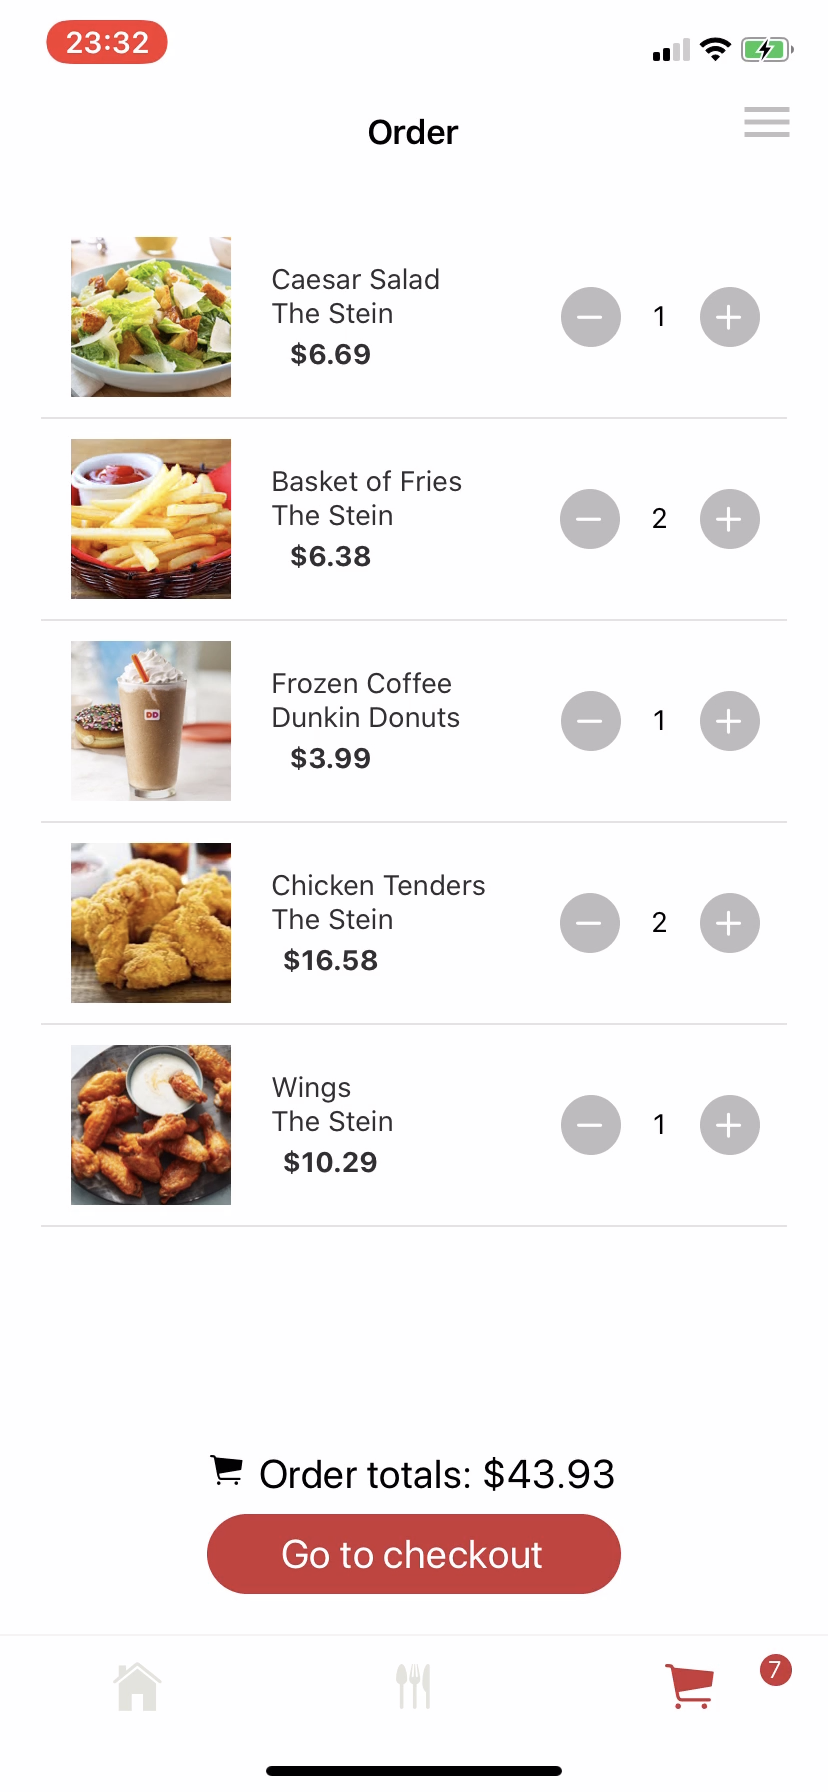 23:32
Order
Caesar Salad
The Stein
$6.69
1
Basket of Fries
The Stein
$6.38
2
Frozen Coffee
Dunkin Donuts
$3.99
1
DD
Chicken Tenders
The Stein
$16.58
2
Wings
The Stein
$10.29
1
Order totals: $43.93
Go to checkout
7